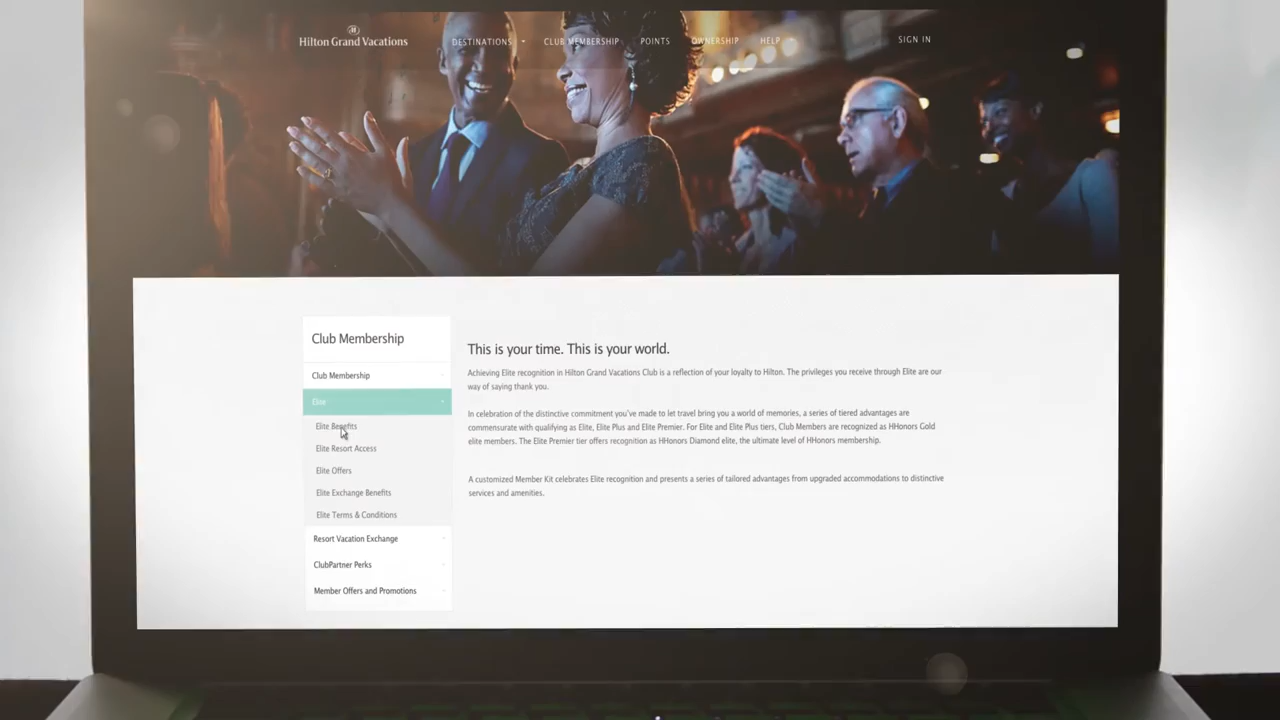 Hilton Grand Vacations
DESTINATIONS CLUB MEMBERSHIP POINTS OWNERSHIP HELP SIGN IN
Club Membership
Club Membership
Elite
Elite Benefits
Elite Resort Access
Elite Offers
Elite Exchange Benefits
Elite Terms & Conditions
Resort Vacation Exchange
ClubPartner Perks
Member Offers and Promotions
This is your time. This is your world.
Achieving Elite recognition in Hilton Grand Vacations Club is a reflection of your loyalty to Hilton. The privileges you receive through Elite are our
way of saying thank you.
In celebration of the distinctive commitment you've made to let travel bring you a world of memories, a series of tiered advantages are
commensurate with qualifying as Elite, Elite Plus and Elite Premier. For Elite and Elite Plus tiers, Club Members are recognized as HHonors Gold
elite members. The Elite Premier tier offers recognition as HHonors Diamond elite, the ultimate level of HHonors membership.
A customized Member Kit celebrates Elite recognition and presents a series of tailored advantages from upgraded accommodations to distinctive
services and amenities.